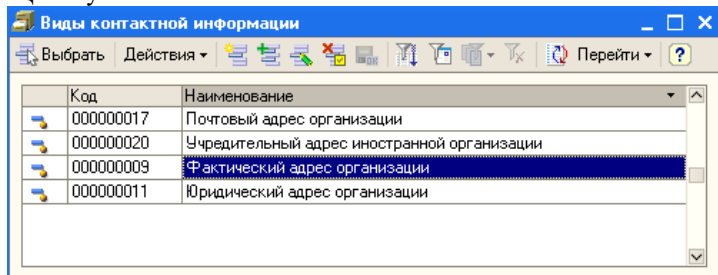 Виды контактной информации
Выбрать Действия Перейти ?
Код Наименование
000000017 Почтовый адрес организации
000000020 Учредительный адрес иностранной организации
000000009 Фактический адрес организации
000000011 Юридический адрес организации